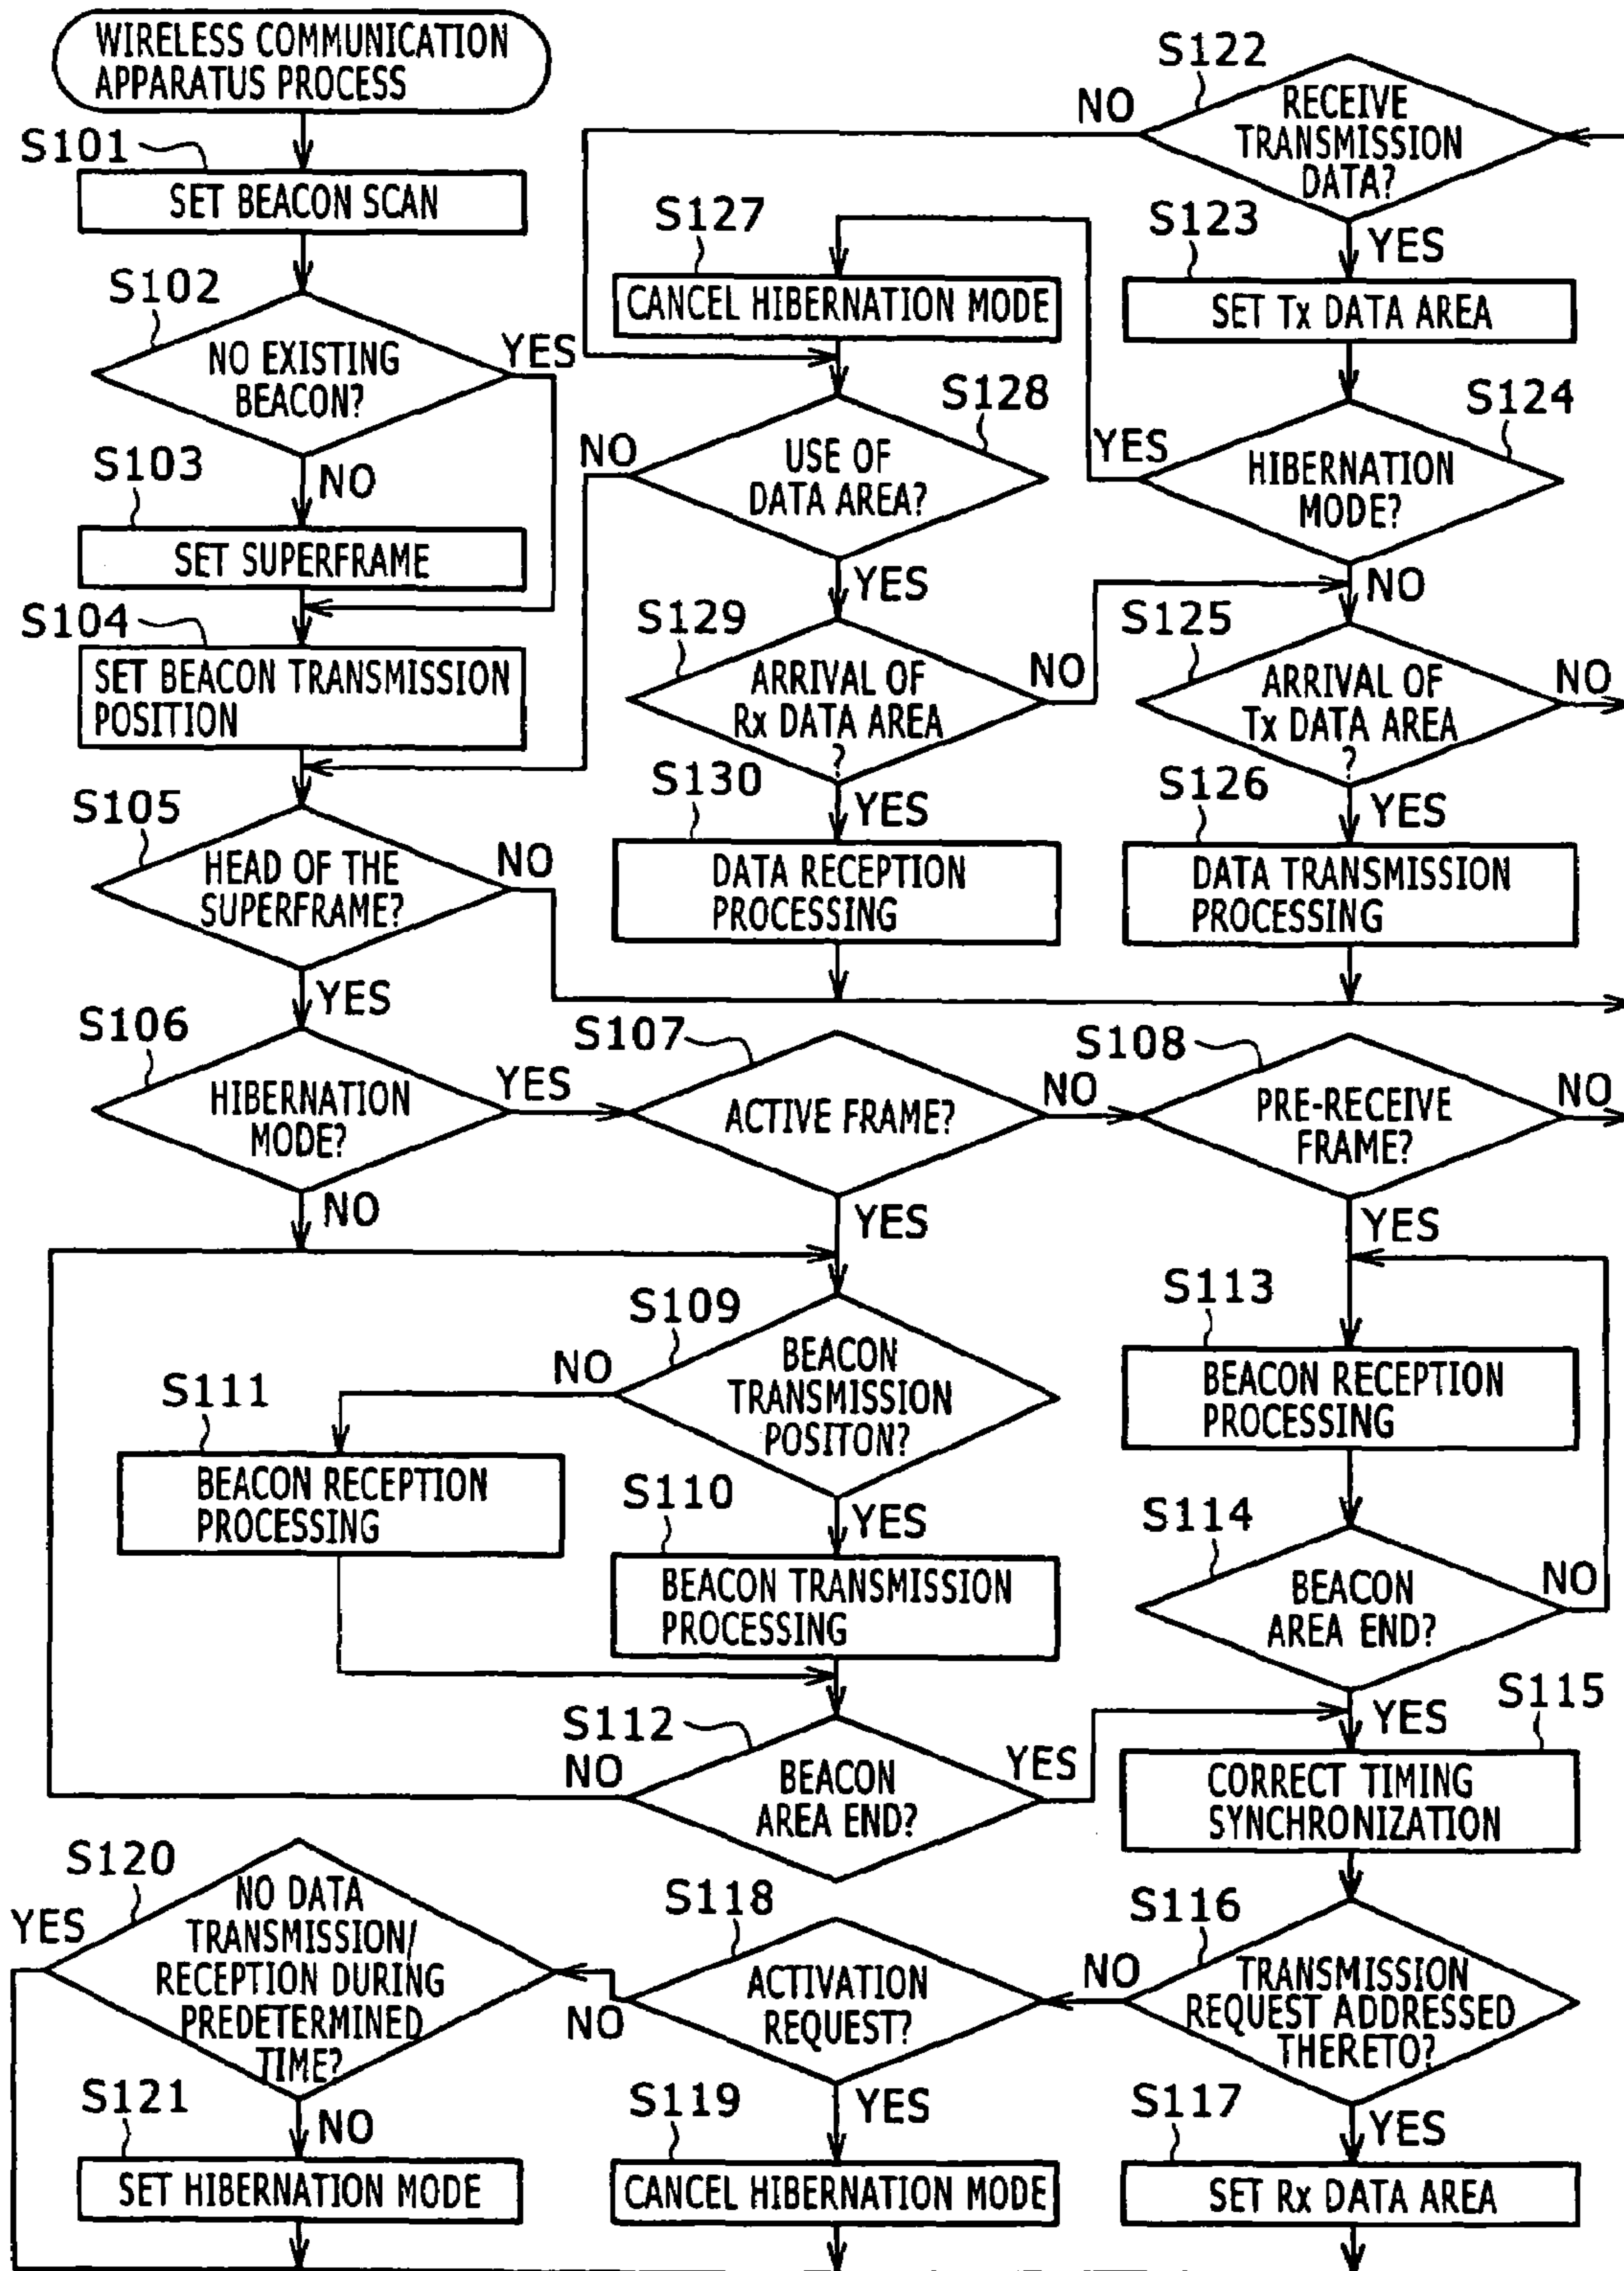 WIRELESS COMMUNICATION
APPARATUS PROCESS
S101
SET BEACON SCAN
S102
NO EXISTING
BEACON?
YES
NO
S103
SET SUPERFRAME
S104
SET BEACON TRANSMISSION
POSITION
S105
HEAD OF THE
SUPERFRAME?
NO
YES
S122
RECEIVE
TRANSMISSION
DATA?
NO
YES
S123
SET Tx DATA AREA
S124
HIBERNATION
MODE?
YES
NO
S127
CANCEL HIBERNATION MODE
S128
USE OF
DATA AREA?
NO
YES
S129
ARRIVAL OF
Rx DATA AREA
?
NO
YES
S130
DATA RECEPTION
PROCESSING
S125
ARRIVAL OF
Tx DATA AREA
?
NO
YES
S126
DATA TRANSMISSION
PROCESSING
S106
HIBERNATION
MODE?
YES
NO
S107
ACTIVE FRAME?
NO
YES
S108
PRE-RECEIVE
FRAME?
NO
YES
S109
BEACON
TRANSMISSION
POSITON?
NO
YES
S111
BEACON RECEPTION
PROCESSING
S110
BEACON TRANSMISSION
PROCESSING
S112
BEACON
AREA END?
NO
YES
S113
BEACON RECEPTION
PROCESSING
S114
BEACON
AREA END?
NO
YES
S115
CORRECT TIMING
SYNCHRONIZATION
S116
TRANSMISSION
REQUEST ADDRESSED
THERETO?
NO
YES
S117
SET Rx DATA AREA
S118
ACTIVATION
REQUEST?
NO
YES
S119
CANCEL HIBERNATION MODE
S120
NO DATA
TRANSMISSION/
RECEPTION DURING
PREDETERMINED
TIME?
YES
NO
S121
SET HIBERNATION MODE